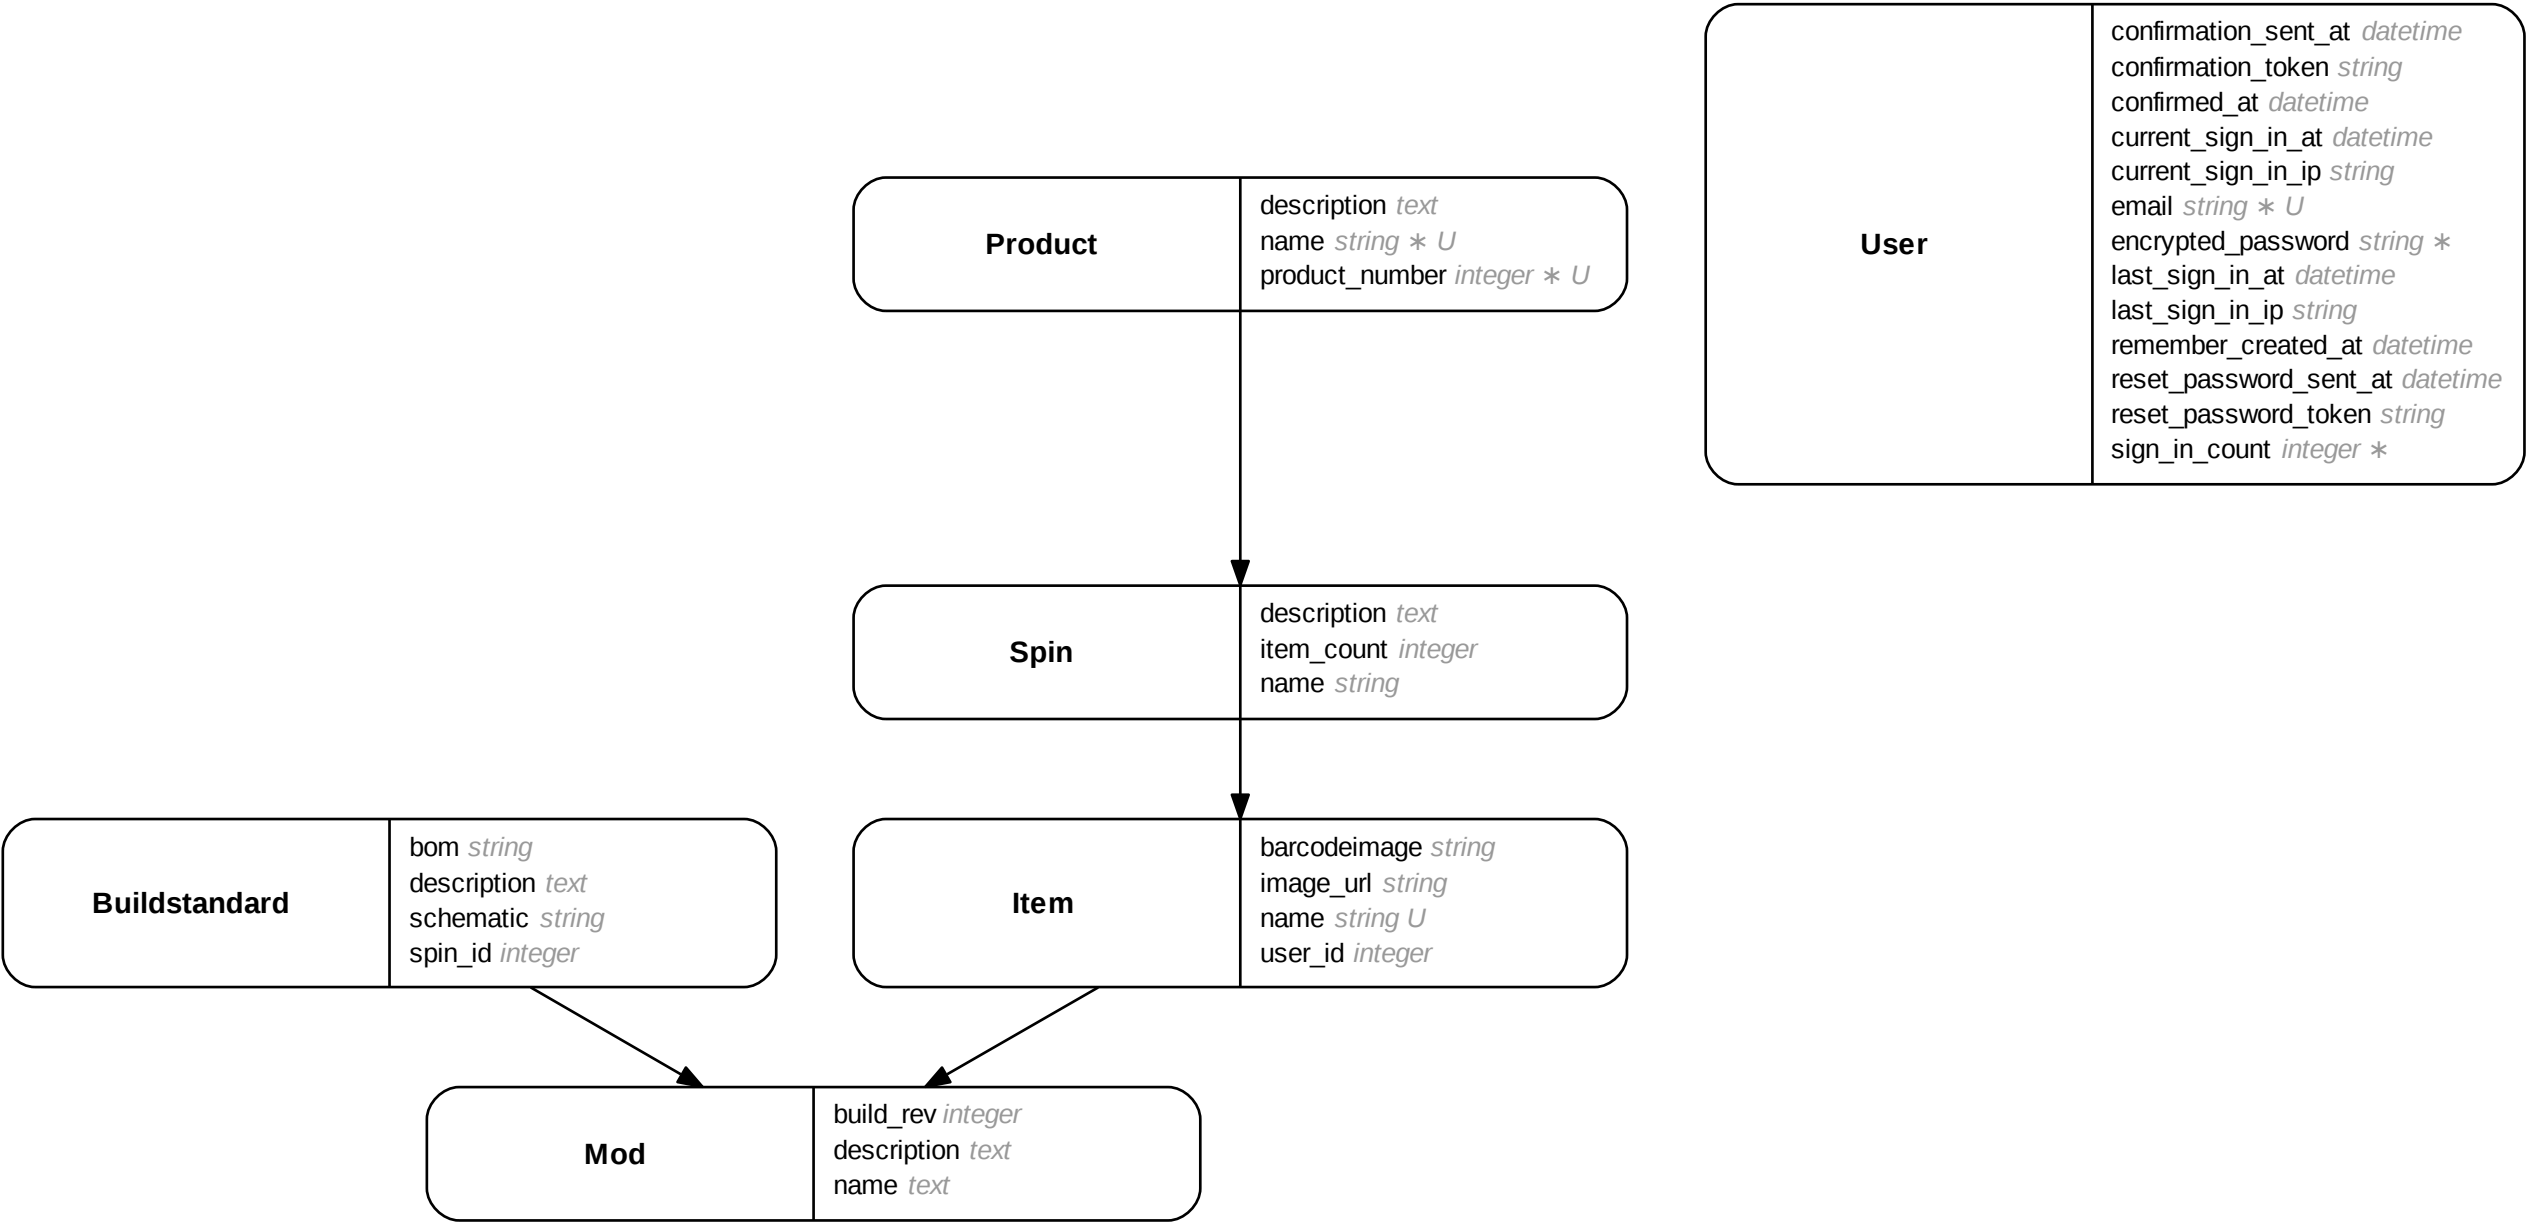 User
confirmation_sent_at datetime
confirmation_token string
confirmed_at datetime
current_sign_in_at datetime
current_sign_in_ip string
email string ∗ U
encrypted_password string ∗
last_sign_in_at datetime
last_sign_in_ip string
remember_created_at datetime
reset_password_sent_at datetime
reset_password_token string
sign_in_count integer ∗
Product
description text
name string ∗ U
product_number integer ∗ U
Spin
description text
item_count integer
name string
Buildstandard
bom string
description text
schematic string
spin_id integer
Item
barcodeimage string
image_url string
name string U
user_id integer
Mod
build_rev integer
description text
name text